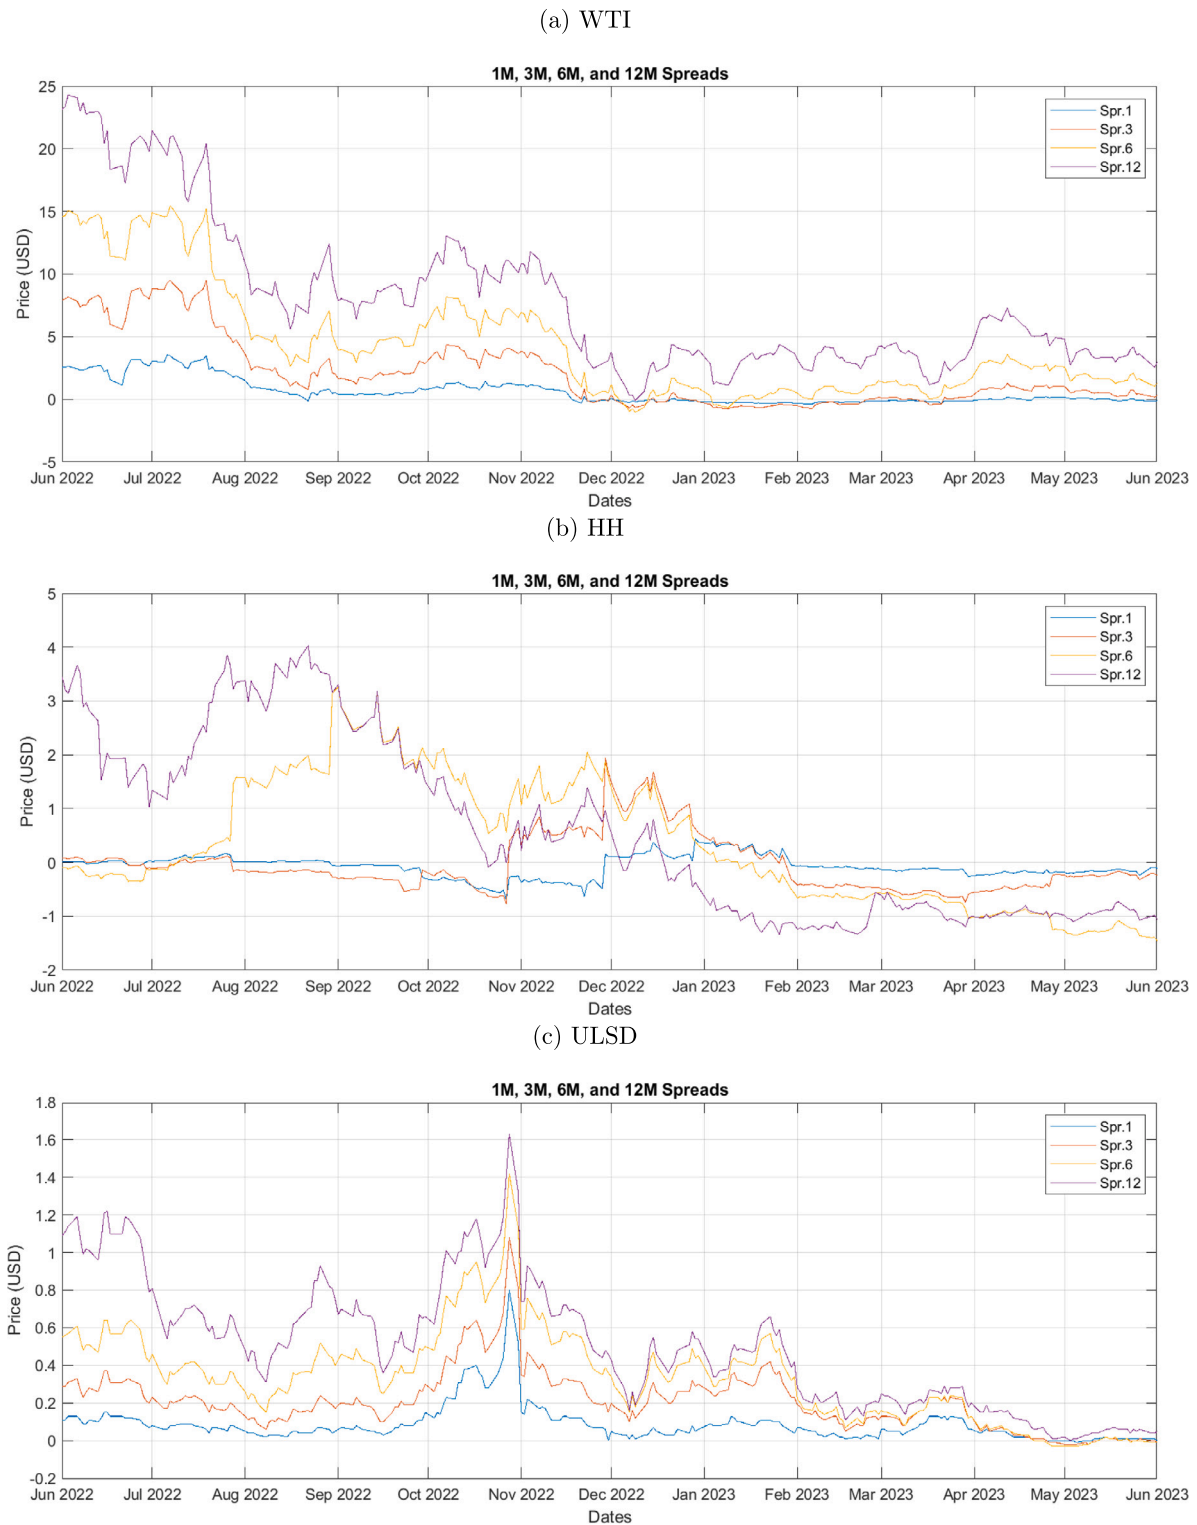 (a) WTI
1M, 3M, 6M, and 12M Spreads
25
20
15
10
5
0
-5
Price (USD)
Spr.1
Spr.3
Spr.6
Spr.12
Jun 2022 Jul 2022 Aug 2022 Sep 2022 Oct 2022 Nov 2022 Dec 2022 Jan 2023 Feb 2023 Mar 2023 Apr 2023 May 2023 Jun 2023
Dates
(b) HH
1M, 3M, 6M, and 12M Spreads
5
4
3
2
1
0
-1
-2
Price (USD)
Spr.1
Spr.3
Spr.6
Spr.12
Jun 2022 Jul 2022 Aug 2022 Sep 2022 Oct 2022 Nov 2022 Dec 2022 Jan 2023 Feb 2023 Mar 2023 Apr 2023 May 2023 Jun 2023
Dates
(c) ULSD
1M, 3M, 6M, and 12M Spreads
1.8
1.6
1.4
1.2
1
0.8
0.6
0.4
0.2
0
-0.2
Price (USD)
Spr.1
Spr.3
Spr.6
Spr.12
Jun 2022 Jul 2022 Aug 2022 Sep 2022 Oct 2022 Nov 2022 Dec 2022 Jan 2023 Feb 2023 Mar 2023 Apr 2023 May 2023 Jun 2023
Dates